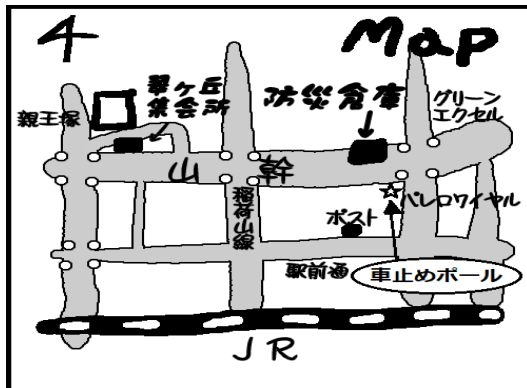 4
Map
翠ヶ丘
集会所
防災倉庫
グリーン
エクセル
親王塚
山 幹
稲荷山線
パレロワイヤル
ポスト
駅前通
車止めポール
JR